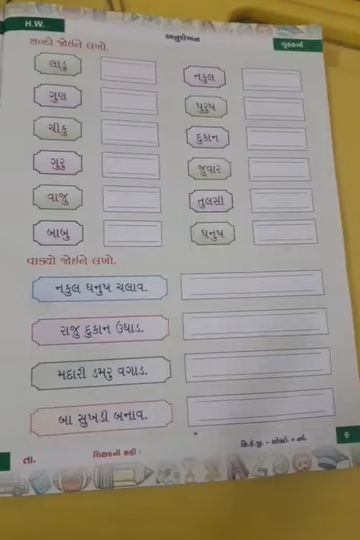 H.W.
અનુલેખન
ગૃહકાર્ય
શબ્દો જોઈને લખો.
લાડુ
નકુલ
ગુણ
પુરુષ
ચીકુ
દુકાન
ગુરુ
જુવાર
વાજુ
તુલસી
બાબુ
ધનુષ
વાક્યો જોઈને લખો.
નકુલ ધનુષ ચલાવ.
રાજુ દુકાન ઉઘાડ.
મદારી ડમરુ વગાડ.
બા સુખડી બનાવ.
તા.
શિક્ષકની સહી :
સિ.કે.જી. -
૯